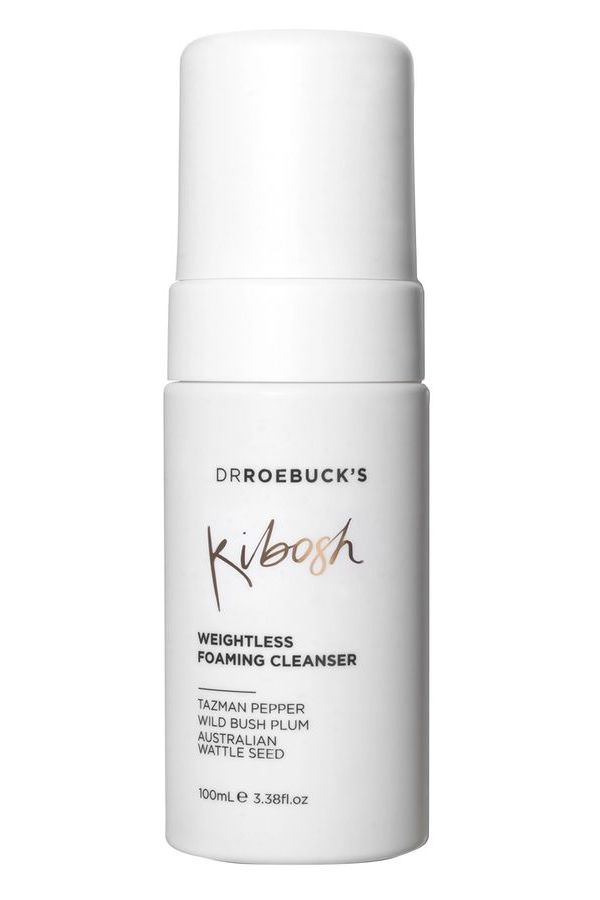 DRROEBUCK'S
Kibosh
WEIGHTLESS
FOAMING CLEANSER
TAZMAN PEPPER
WILD BUSH PLUM
AUSTRALIAN
WATTLE SEED
100mL ℮ 3.38fl.oz